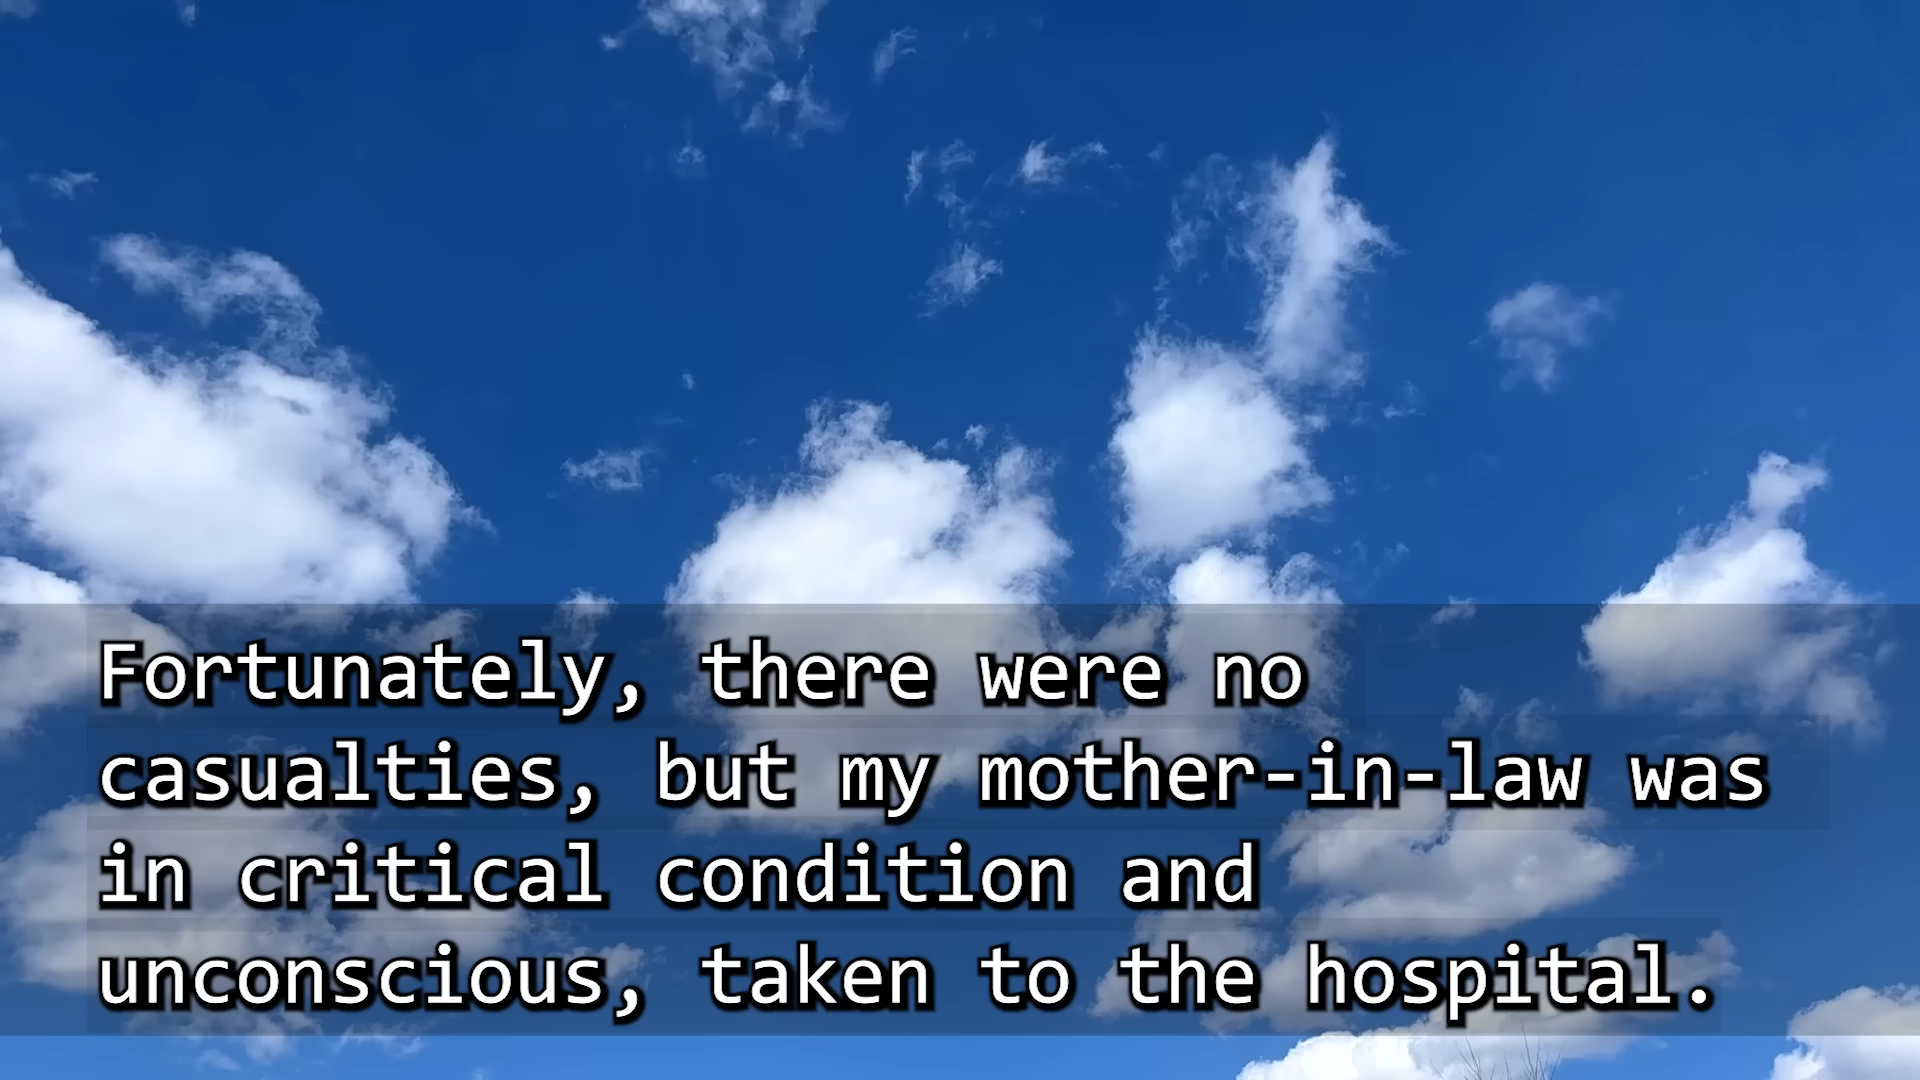 Fortunately, there were no
casualties, but my mother-in-law was
in critical condition and
unconscious, taken to the hospital.